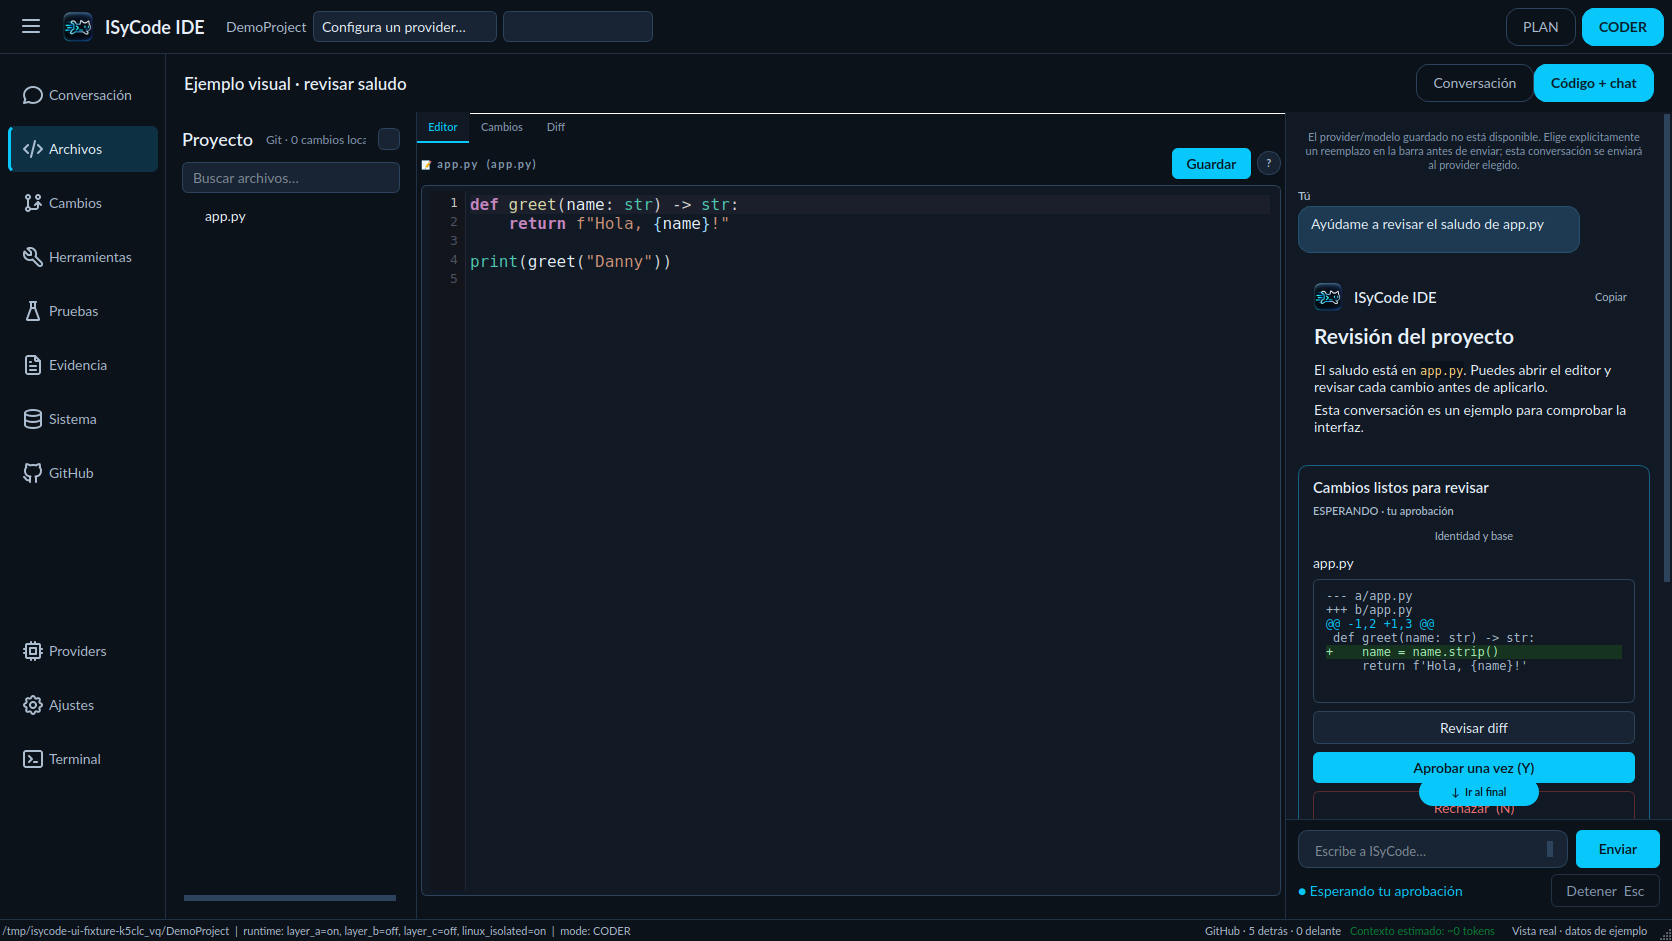 ISyCode IDE DemoProject Configura un provider... PLAN CODER
Conversación
Archivos
Cambios
Herramientas
Pruebas
Evidencia
Sistema
GitHub
Providers
Ajustes
Terminal
Ejemplo visual · revisar saludo Conversación Código + chat
Proyecto Git · 0 cambios loca
Buscar archivos...
app.py
Editor Cambios Diff
app.py (app.py) Guardar ?
1 def greet(name: str) -> str:
2     return f"Hola, {name}!"
3
4 print(greet("Danny"))
5
El provider/modelo guardado no está disponible. Elige explícitamente
un reemplazo en la barra antes de enviar; esta conversación se enviará
al provider elegido.
Tú
Ayúdame a revisar el saludo de app.py
ISyCode IDE Copiar
Revisión del proyecto
El saludo está en app.py. Puedes abrir el editor y
revisar cada cambio antes de aplicarlo.
Esta conversación es un ejemplo para comprobar la
interfaz.
Cambios listos para revisar
ESPERANDO · tu aprobación
Identidad y base
app.py
--- a/app.py
+++ b/app.py
@@ -1,2 +1,3 @@
 def greet(name: str) -> str:
+    name = name.strip()
     return f'Hola, {name}!'
Revisar diff
Aprobar una vez (Y)
↓ Ir al final
Rechazar (N)
Escribe a ISyCode... Enviar
Esperando tu aprobación Detener Esc
/tmp/isycode-ui-fixture-k5clc_vq/DemoProject | runtime: layer_a=on, layer_b=off, layer_c=off, linux_isolated=on | mode: CODER GitHub · 5 detrás · 0 delante Contexto estimado: ~0 tokens Vista real · datos de ejemplo